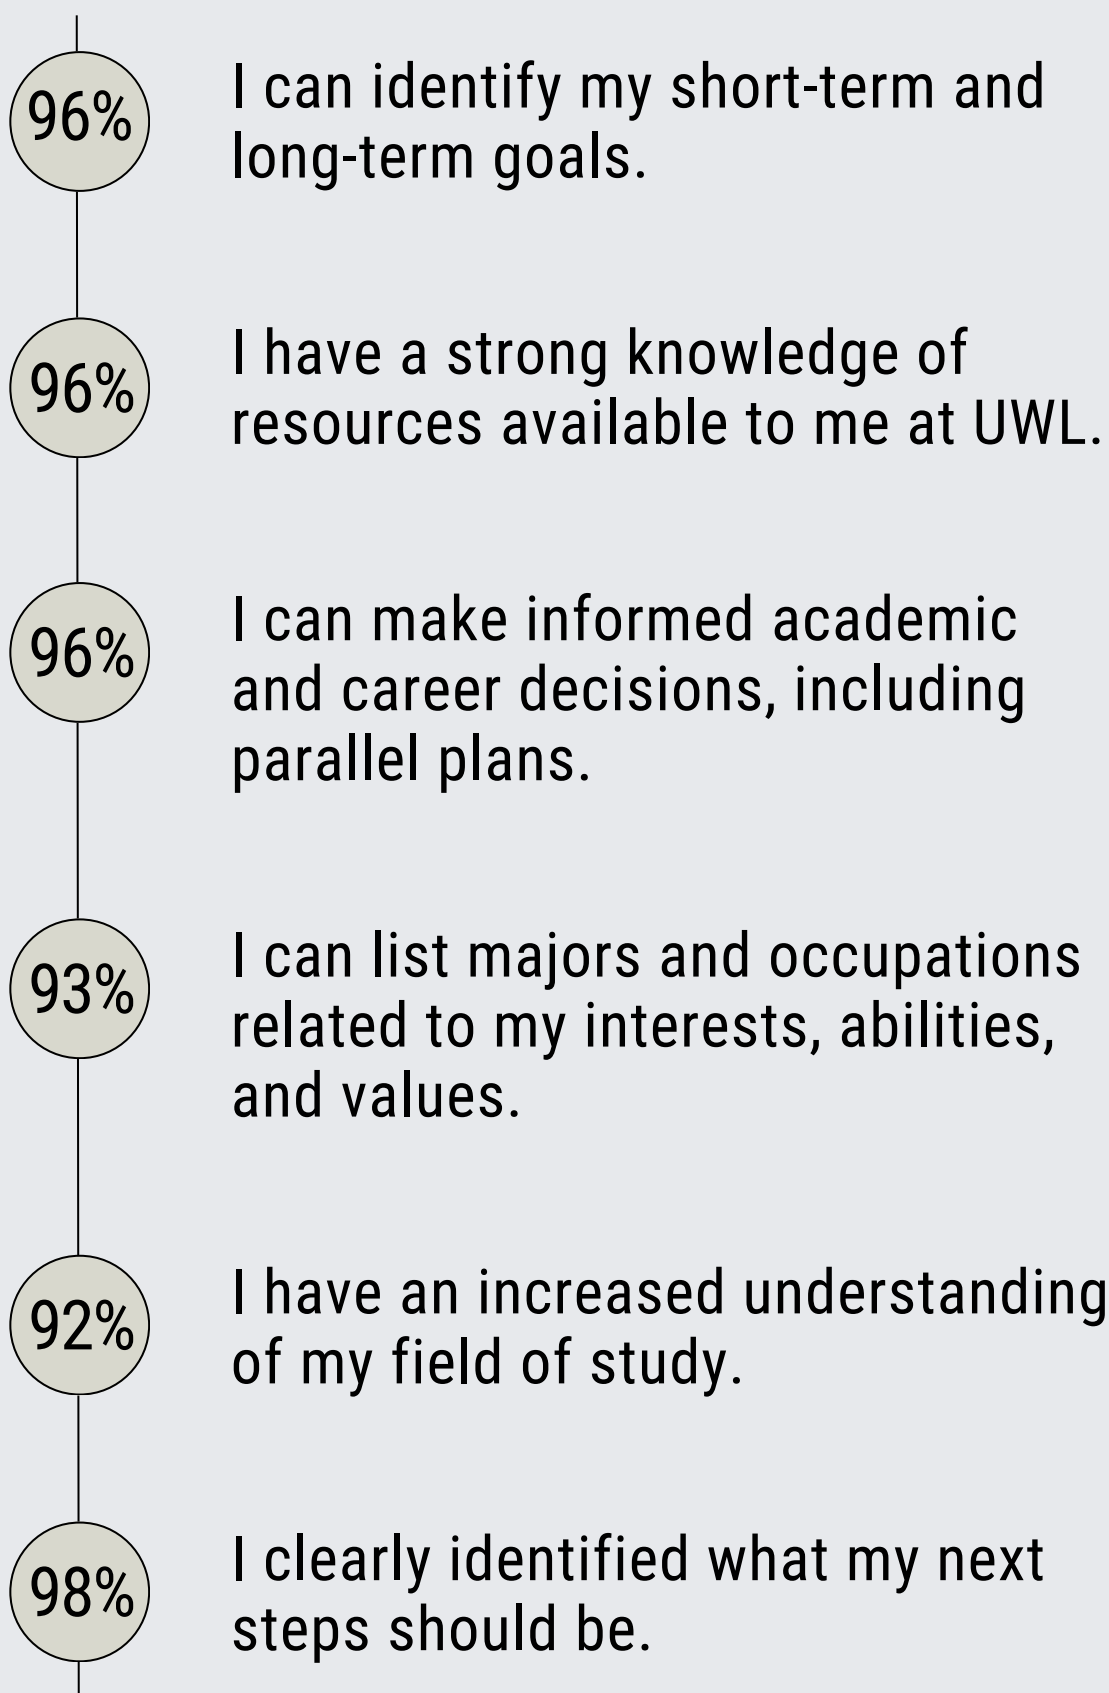 96%
I can identify my short-term and
long-term goals.
96%
I have a strong knowledge of
resources available to me at UWL.
96%
I can make informed academic
and career decisions, including
parallel plans.
93%
I can list majors and occupations
related to my interests, abilities,
and values.
92%
I have an increased understanding
of my field of study.
98%
I clearly identified what my next
steps should be.